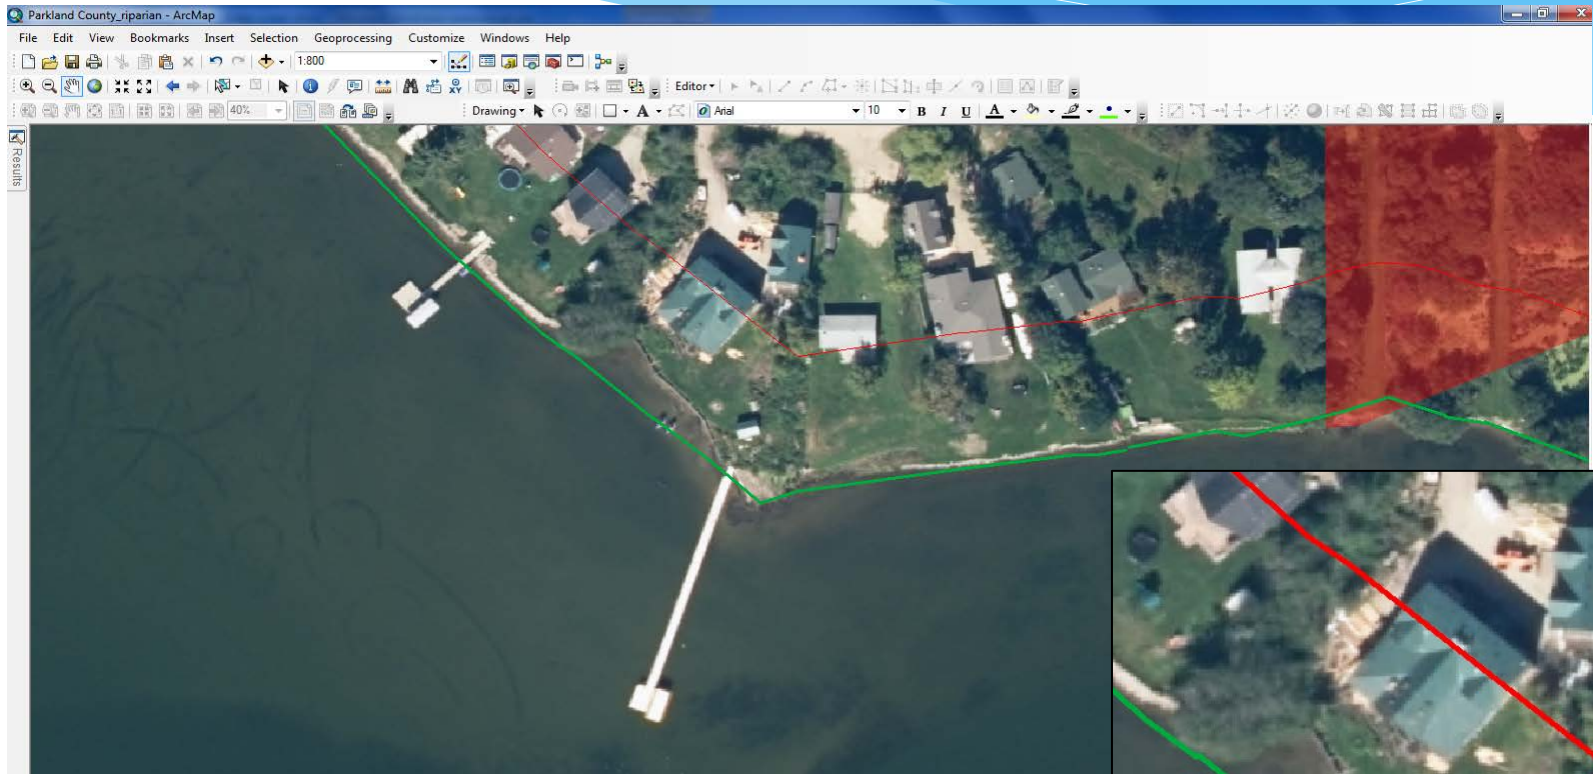 Parkland County_riparian - ArcMap
File Edit View Bookmarks Insert Selection Geoprocessing Customize Windows Help
1:800
Editor
40% Drawing A Arial 10 B I U A
Results